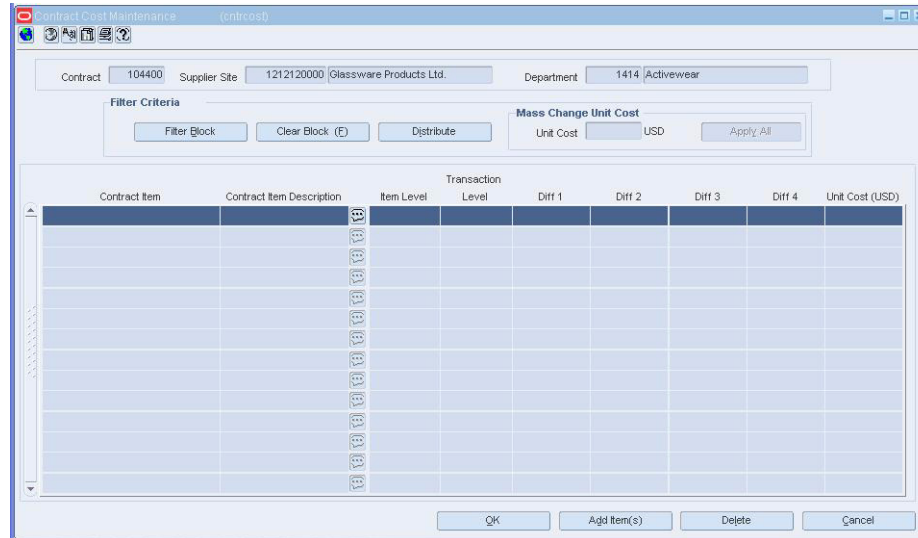 Contract Cost Maintenance (cntrcost)
Contract 104400 Supplier Site 1212120000 Glassware Products Ltd. Department 1414 Activewear
Filter Criteria
Mass Change Unit Cost
Filter Block Clear Block (F) Distribute Unit Cost USD Apply All
Transaction
Contract Item Contract Item Description Item Level Level Diff 1 Diff 2 Diff 3 Diff 4 Unit Cost (USD)
OK Add Item(s) Delete Cancel